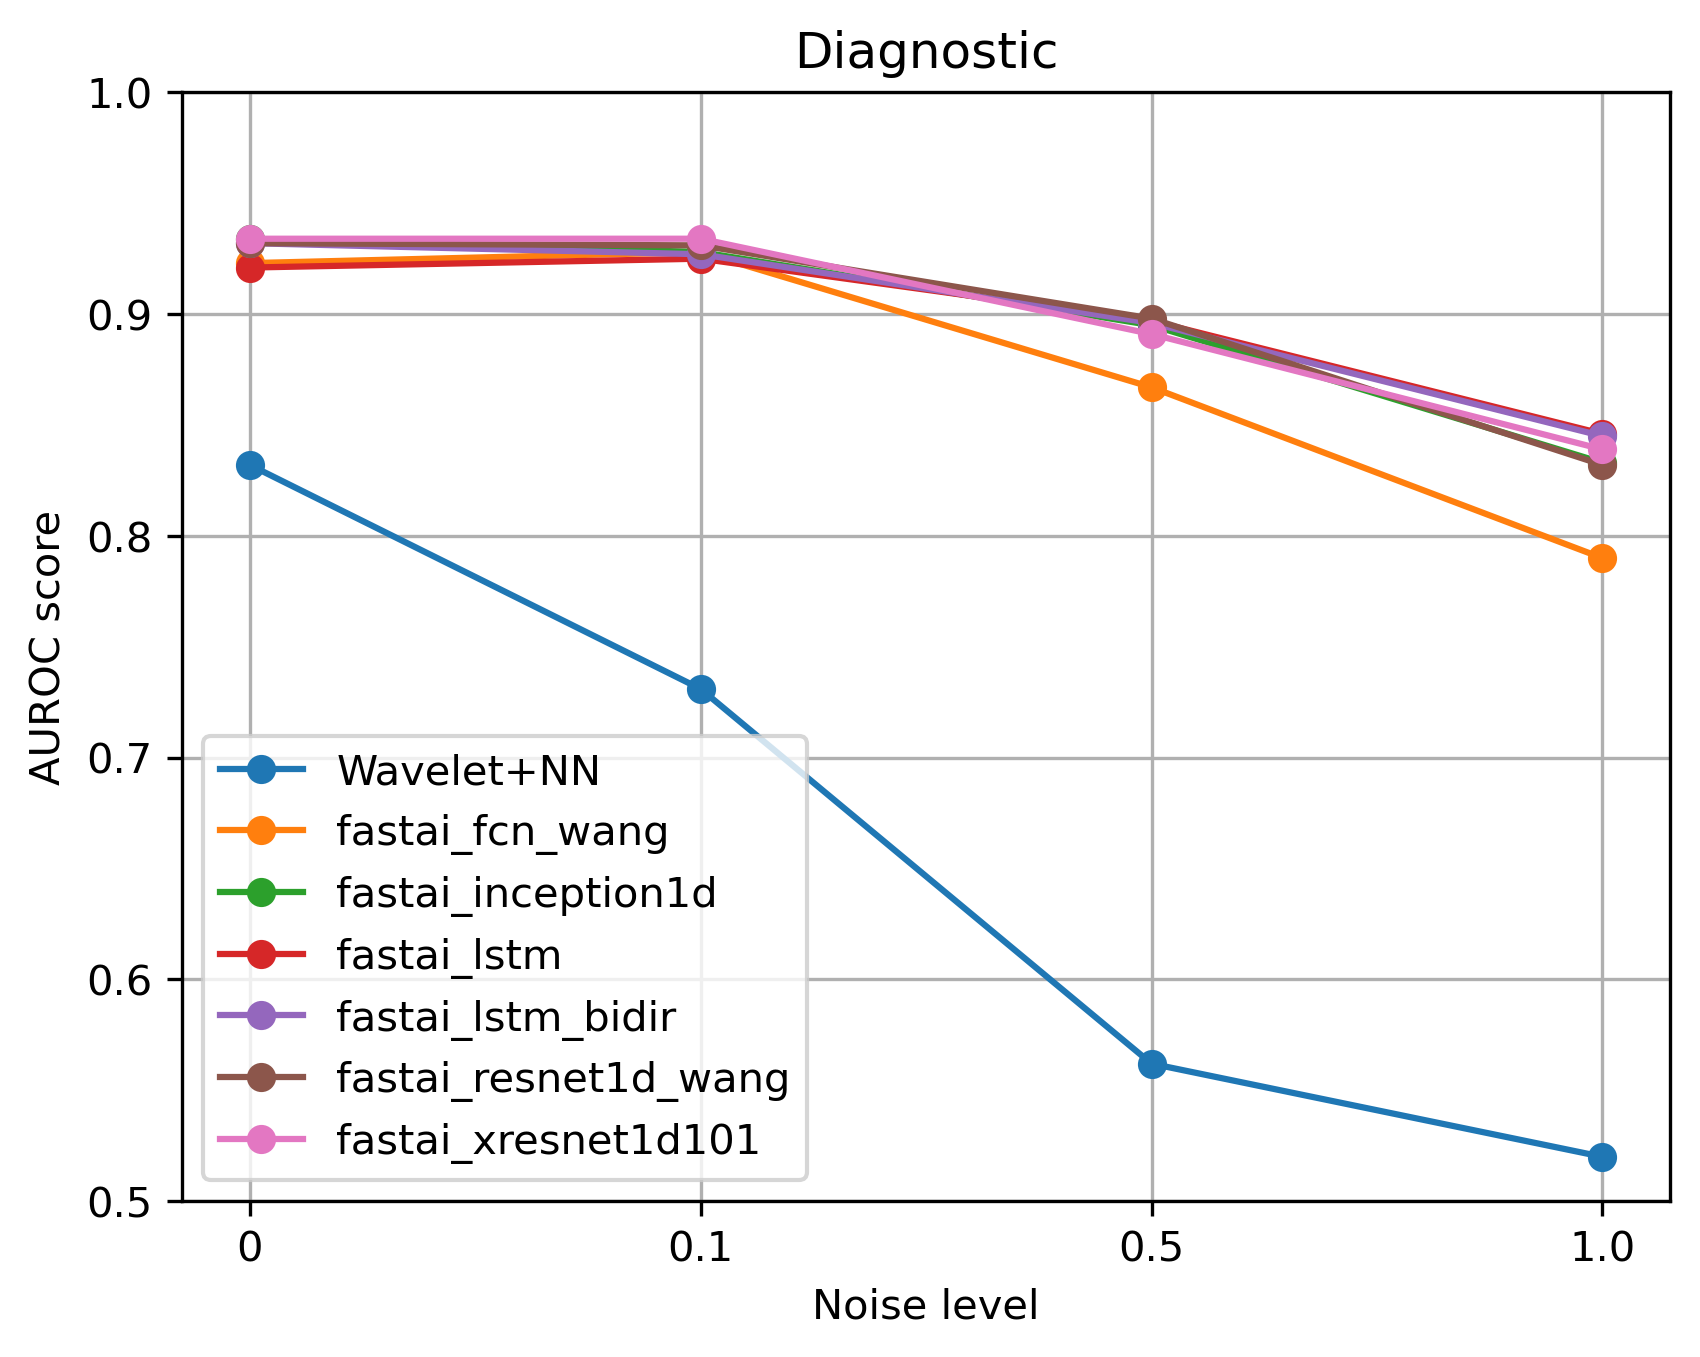 Diagnostic
1.0
0.9
0.8
0.7
0.6
0.5
AUROC score
Wavelet+NN
fastai_fcn_wang
fastai_inception1d
fastai_lstm
fastai_lstm_bidir
fastai_resnet1d_wang
fastai_xresnet1d101
0 0.1 0.5 1.0
Noise level